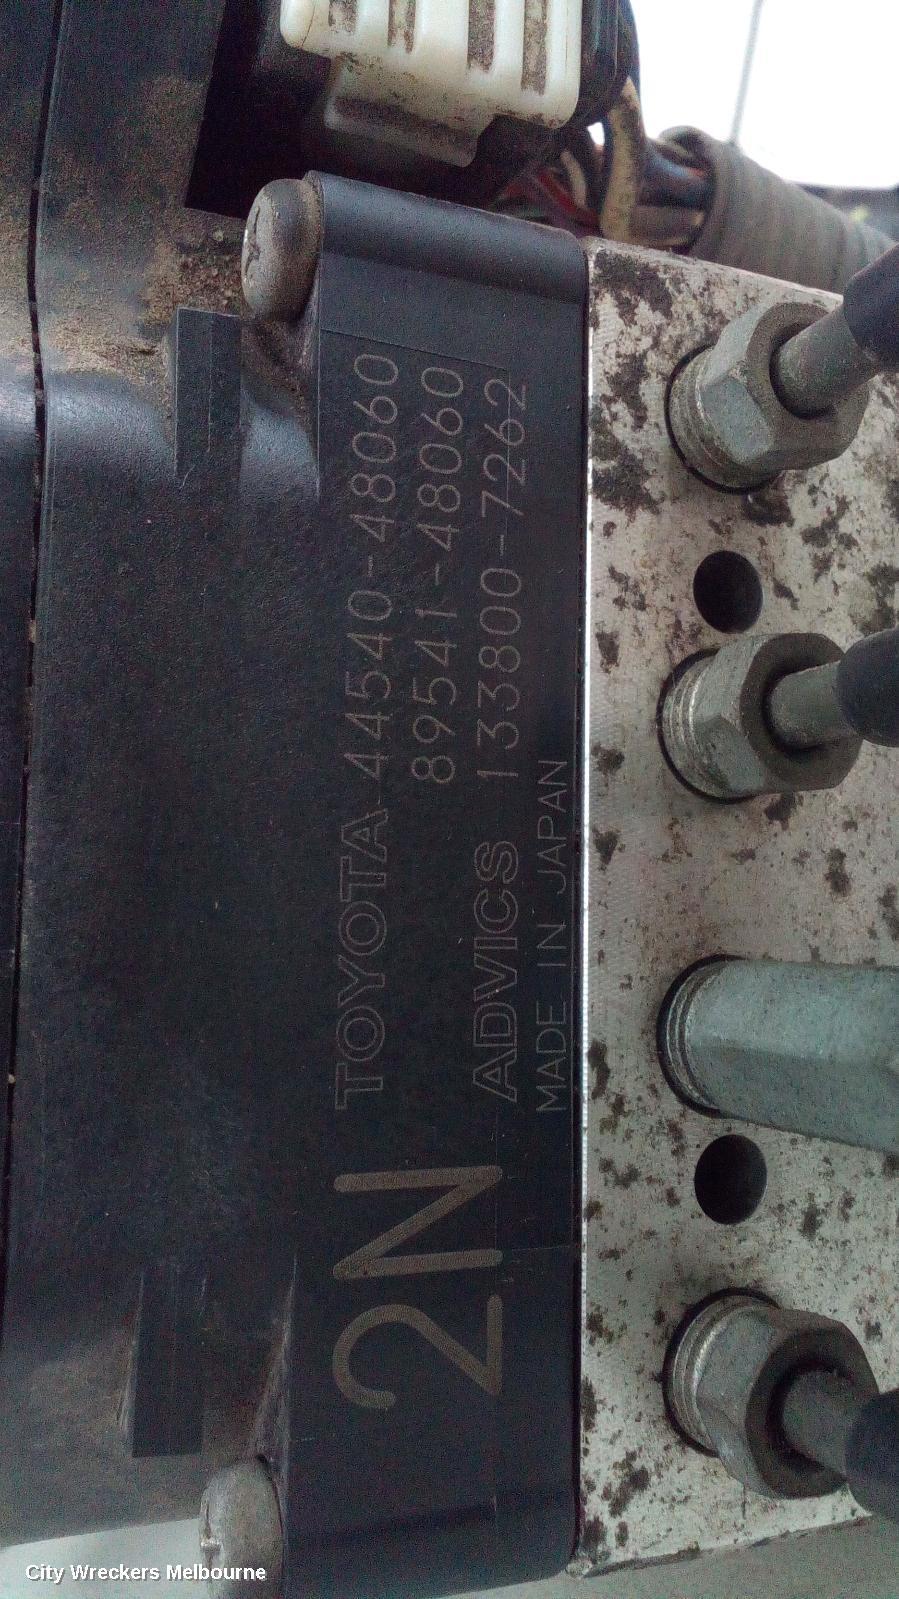 TOYOTA 44540-48060
89541-48060
ADVICS 133800-7262
MADE IN JAPAN
2N
City Wreckers Melbourne